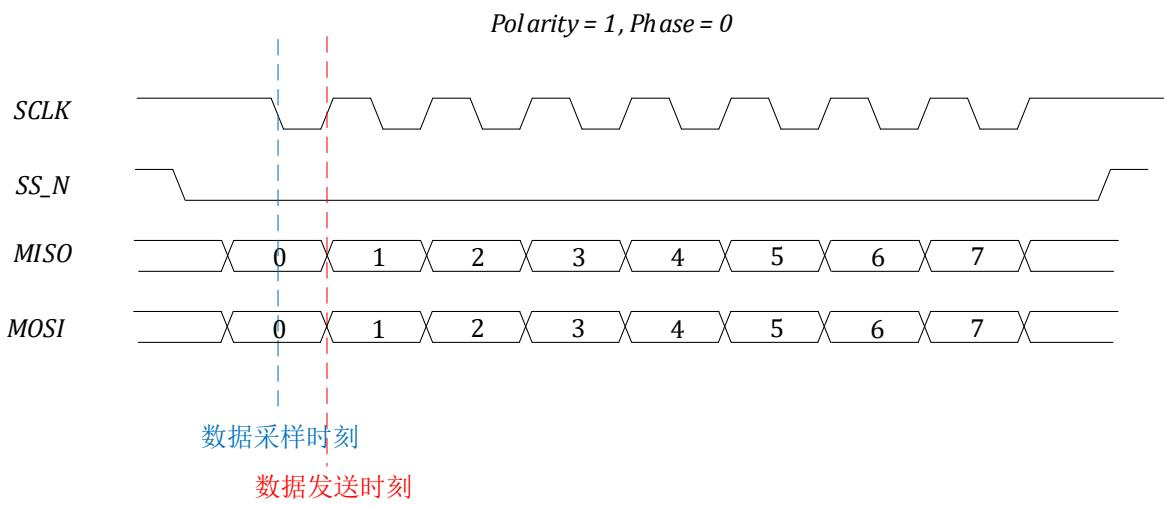 Polarity = 1, Phase = 0
SCLK
SS_N
MISO 0 1 2 3 4 5 6 7
MOSI 0 1 2 3 4 5 6 7
数据采样时刻
数据发送时刻